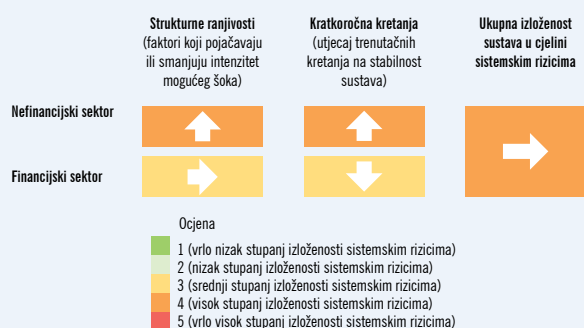 Strukturne ranjivosti
(faktori koji pojačavaju
ili smanjuju intenzitet
mogućeg šoka)
Kratkoročna kretanja
(utjecaj trenutačnih
kretanja na stabilnost
sustava)
Ukupna izloženost
sustava u cjelini
sistemskim rizicima
Nefinancijski sektor
Financijski sektor
Ocjena
1 (vrlo nizak stupanj izloženosti sistemskim rizicima)
2 (nizak stupanj izloženosti sistemskim rizicima)
3 (srednji stupanj izloženosti sistemskim rizicima)
4 (visok stupanj izloženosti sistemskim rizicima)
5 (vrlo visok stupanj izloženosti sistemskim rizicima)